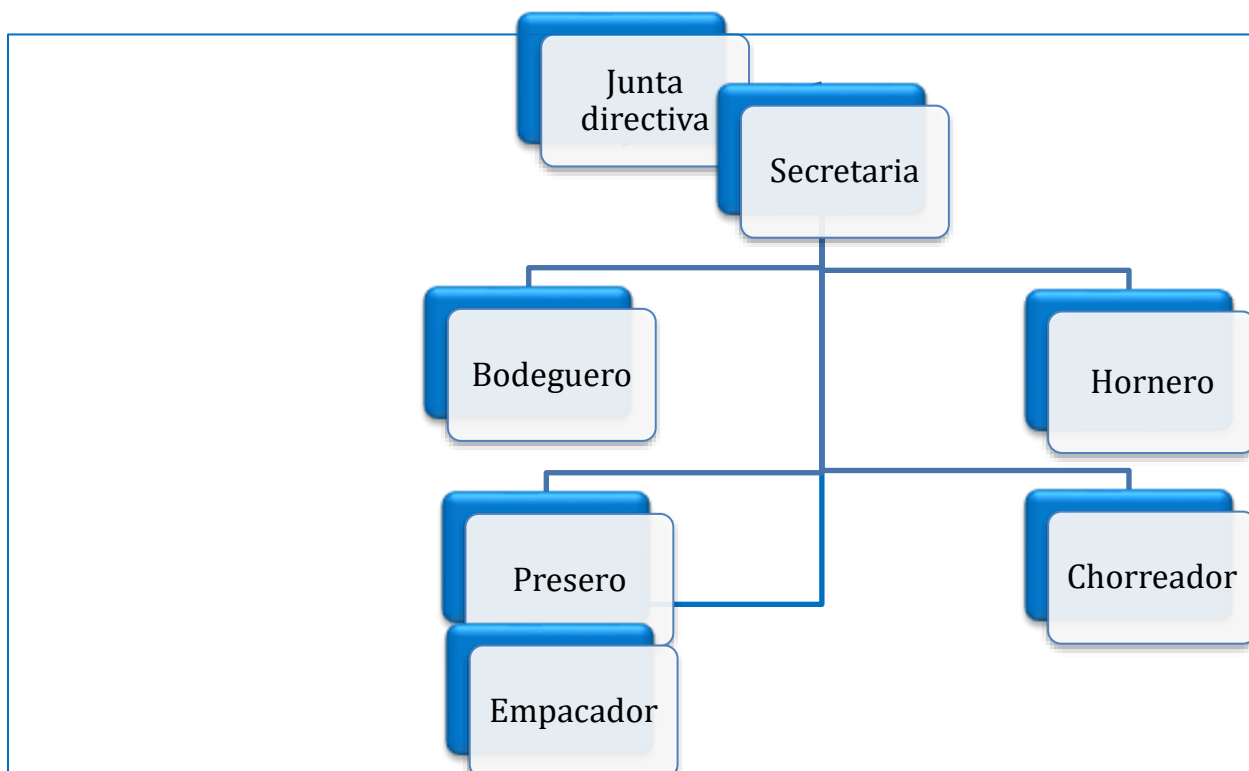 Junta
directiva
Secretaria
Bodeguero
Hornero
Presero
Chorreador
Empacador